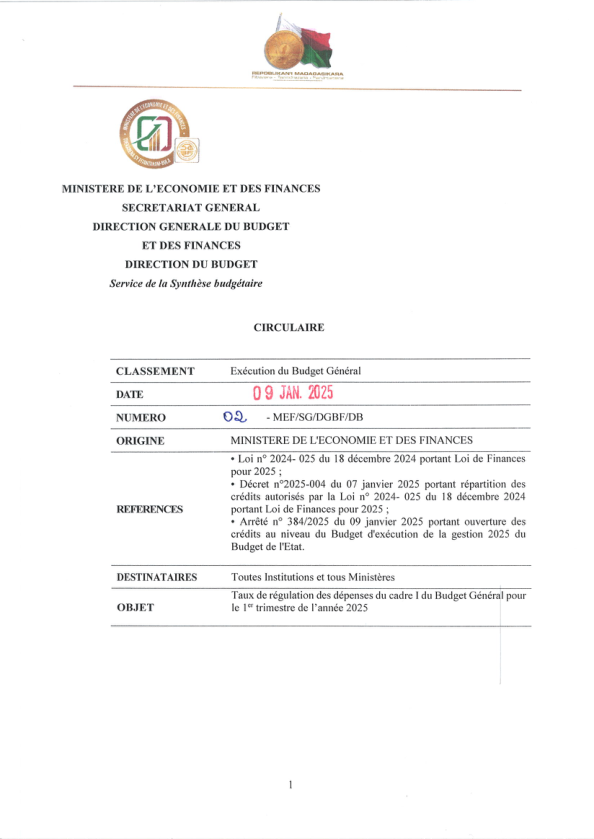 REPOBLIKAN'I MADAGASIKARA
Fitiavana - Tanindrazana - Fandrosoana
MINISTERE DE L'ECONOMIE ET DES FINANCES
MINISTERE DE L'ECONOMIE ET DES FINANCES
SECRETARIAT GENERAL
DIRECTION GENERALE DU BUDGET
ET DES FINANCES
DIRECTION DU BUDGET
Service de la Synthèse budgétaire
CIRCULAIRE
CLASSEMENT Exécution du Budget Général
DATE 09 JAN. 2025
NUMERO 02 - MEF/SG/DGBF/DB
ORIGINE MINISTERE DE L'ECONOMIE ET DES FINANCES
REFERENCES
• Loi n° 2024- 025 du 18 décembre 2024 portant Loi de Finances
pour 2025 ;
• Décret n°2025-004 du 07 janvier 2025 portant répartition des
crédits autorisés par la Loi n° 2024- 025 du 18 décembre 2024
portant Loi de Finances pour 2025 ;
• Arrêté n° 384/2025 du 09 janvier 2025 portant ouverture des
crédits au niveau du Budget d'exécution de la gestion 2025 du
Budget de l'Etat.
DESTINATAIRES Toutes Institutions et tous Ministères
OBJET
Taux de régulation des dépenses du cadre I du Budget Général pour
le 1er trimestre de l'année 2025
1